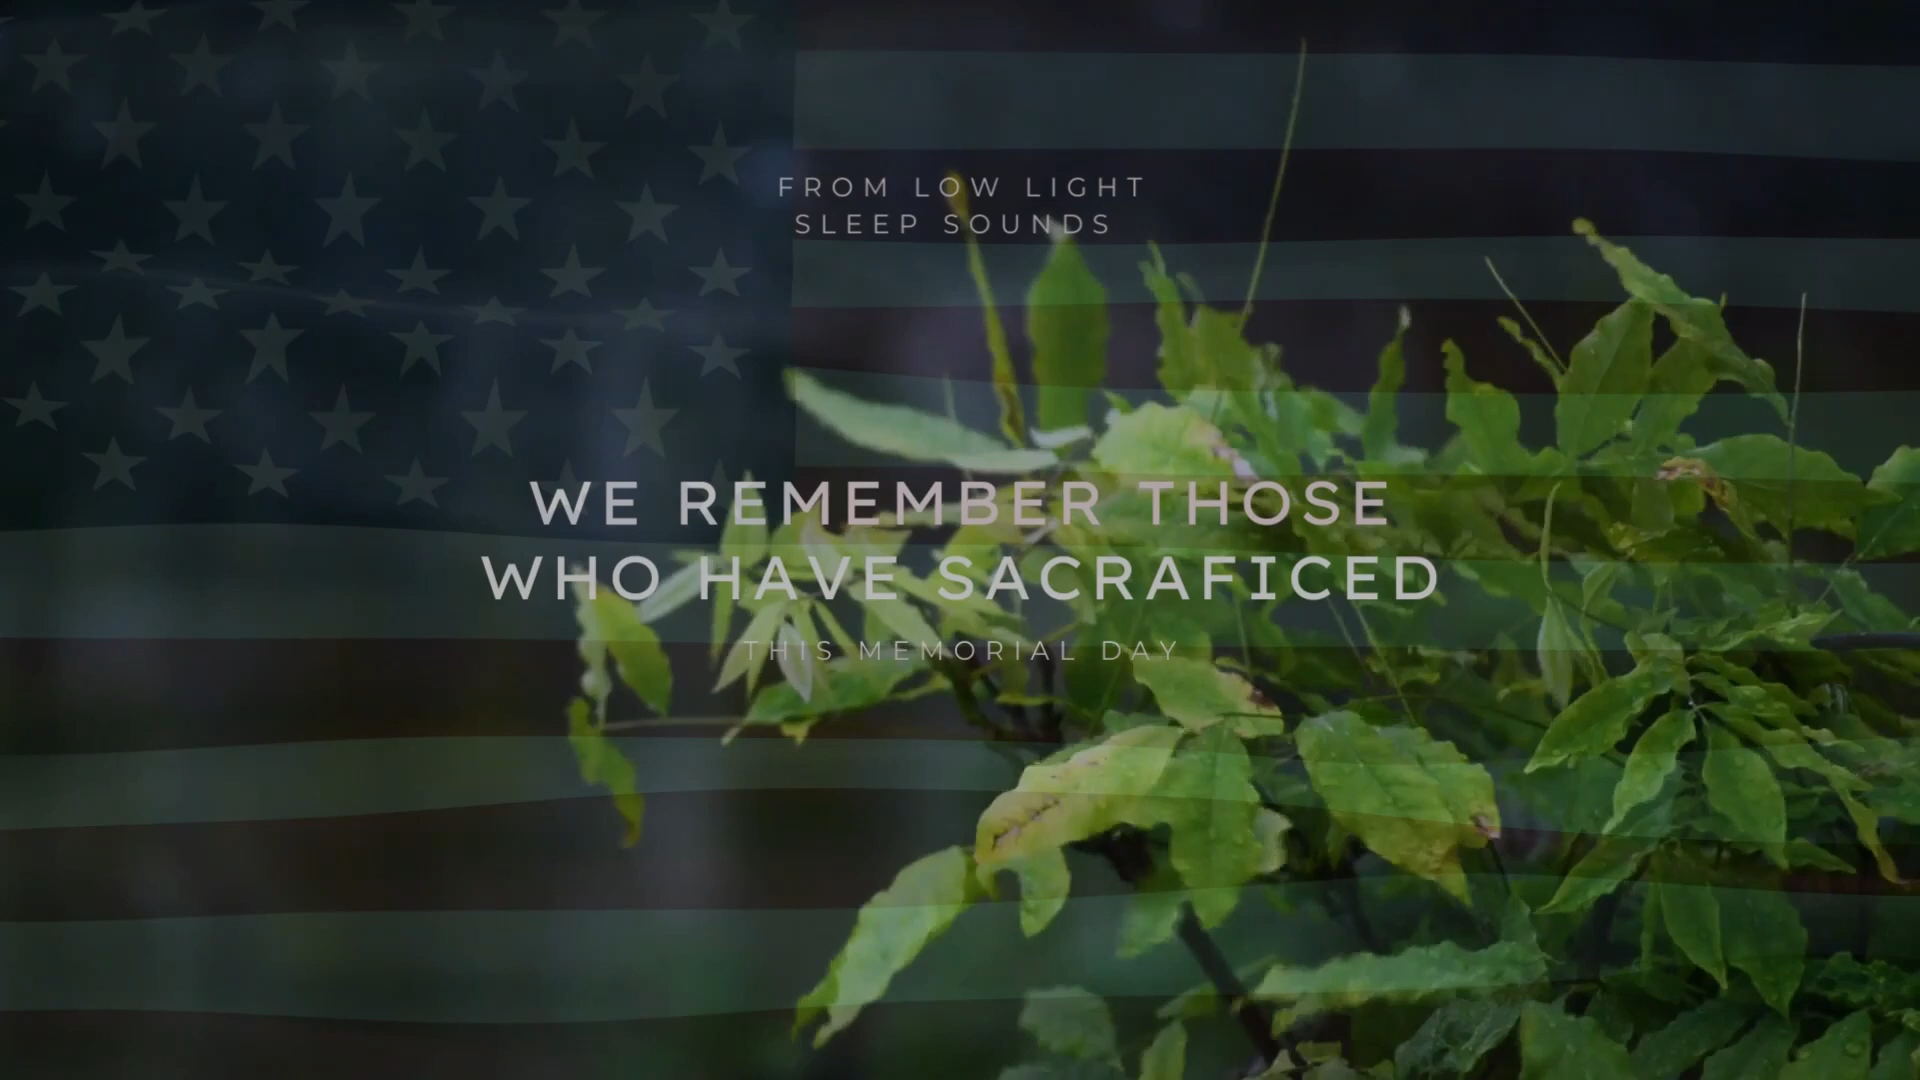 FROM LOW LIGHT
SLEEP SOUNDS
WE REMEMBER THOSE
WHO HAVE SACRAFICED
THIS MEMORIAL DAY